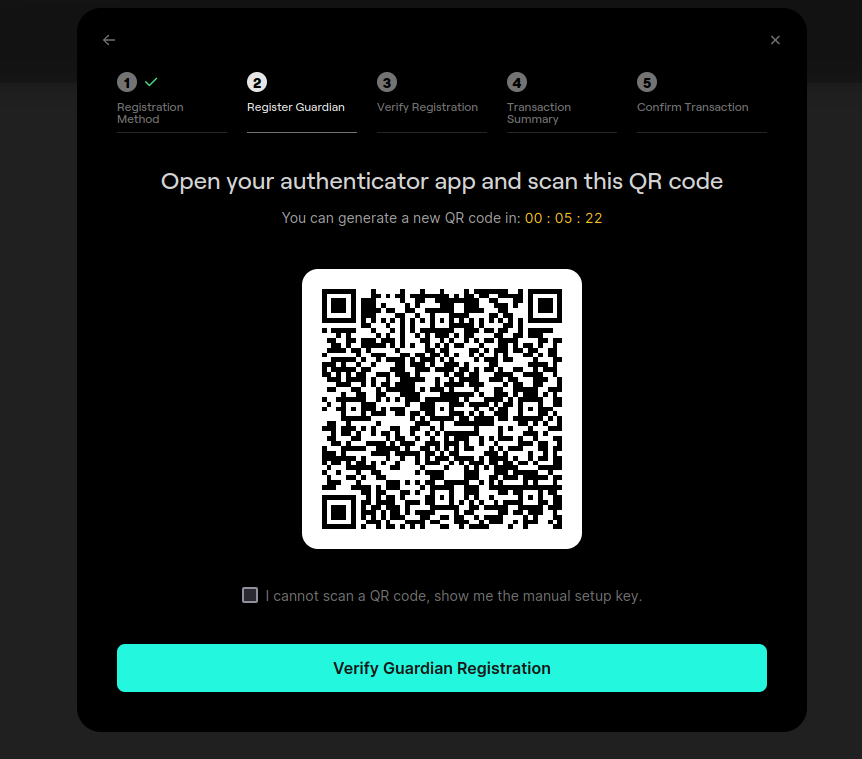 1
Registration
Method
2
Register Guardian
3
Verify Registration
4
Transaction
Summary
5
Confirm Transaction
Open your authenticator app and scan this QR code
You can generate a new QR code in: 00 : 05 : 22
I cannot scan a QR code, show me the manual setup key.
Verify Guardian Registration